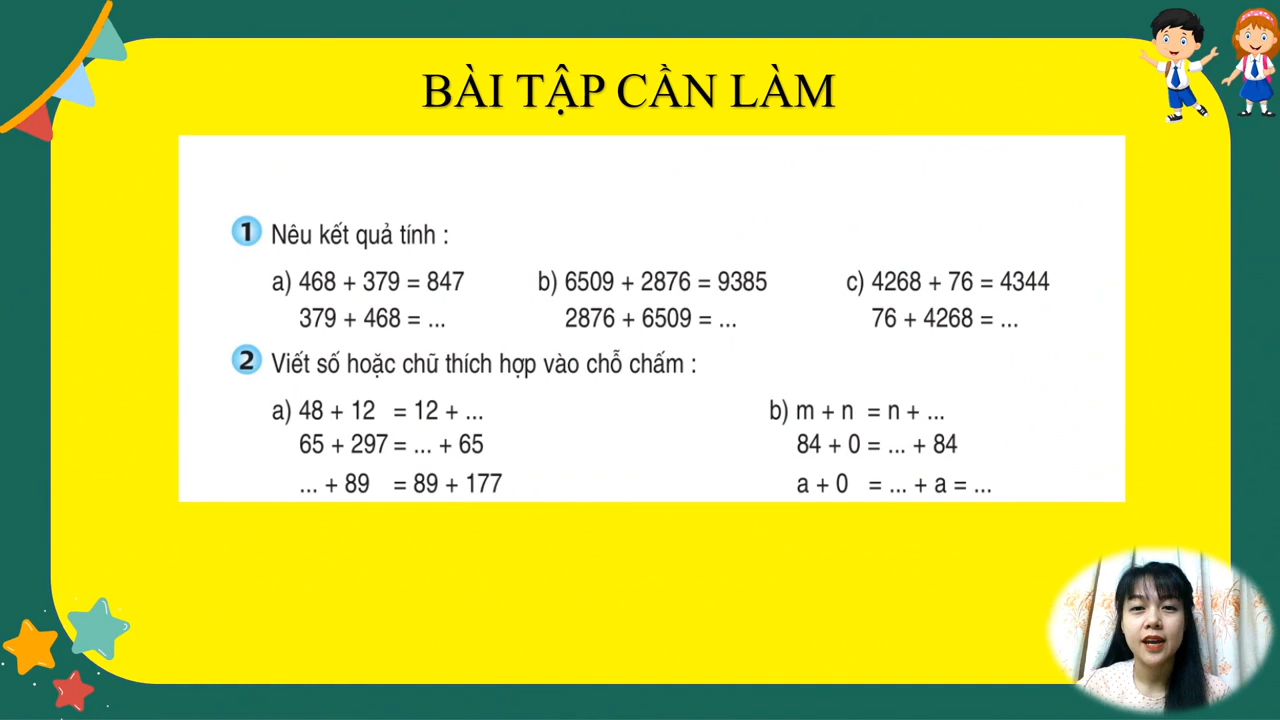 BÀI TẬP CẦN LÀM
1 Nêu kết quả tính :
a) 468 + 379 = 847 b) 6509 + 2876 = 9385 c) 4268 + 76 = 4344
379 + 468 = ... 2876 + 6509 = ... 76 + 4268 = ...
2 Viết số hoặc chữ thích hợp vào chỗ chấm :
a) 48 + 12 = 12 + ... b) m + n = n + ...
65 + 297 = ... + 65 84 + 0 = ... + 84
... + 89 = 89 + 177 a + 0 = ... + a = ...